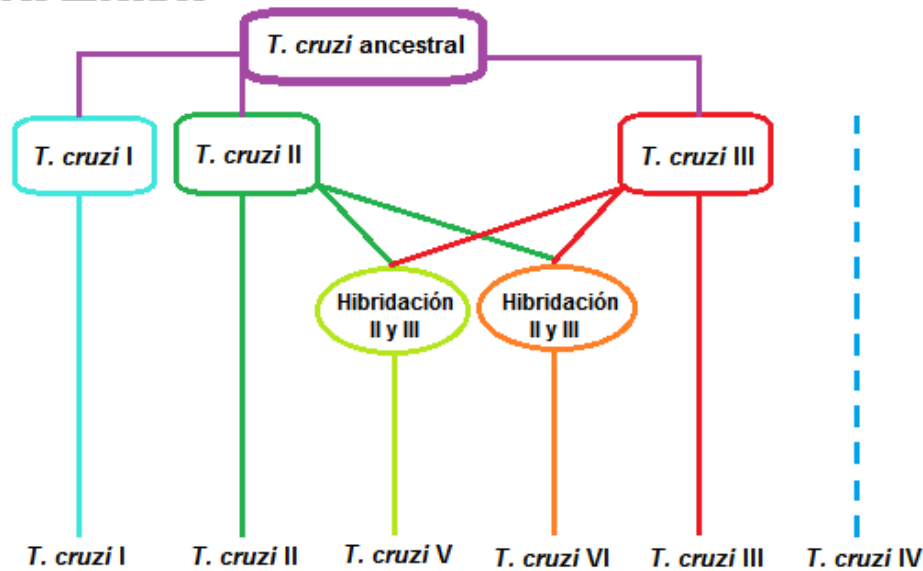 T. cruzi ancestral
T. cruzi I
T. cruzi II
T. cruzi III
Hibridación
II y III
Hibridación
II y III
T. cruzi I
T. cruzi II
T. cruzi V
T. cruzi VI
T. cruzi III
T. cruzi IV